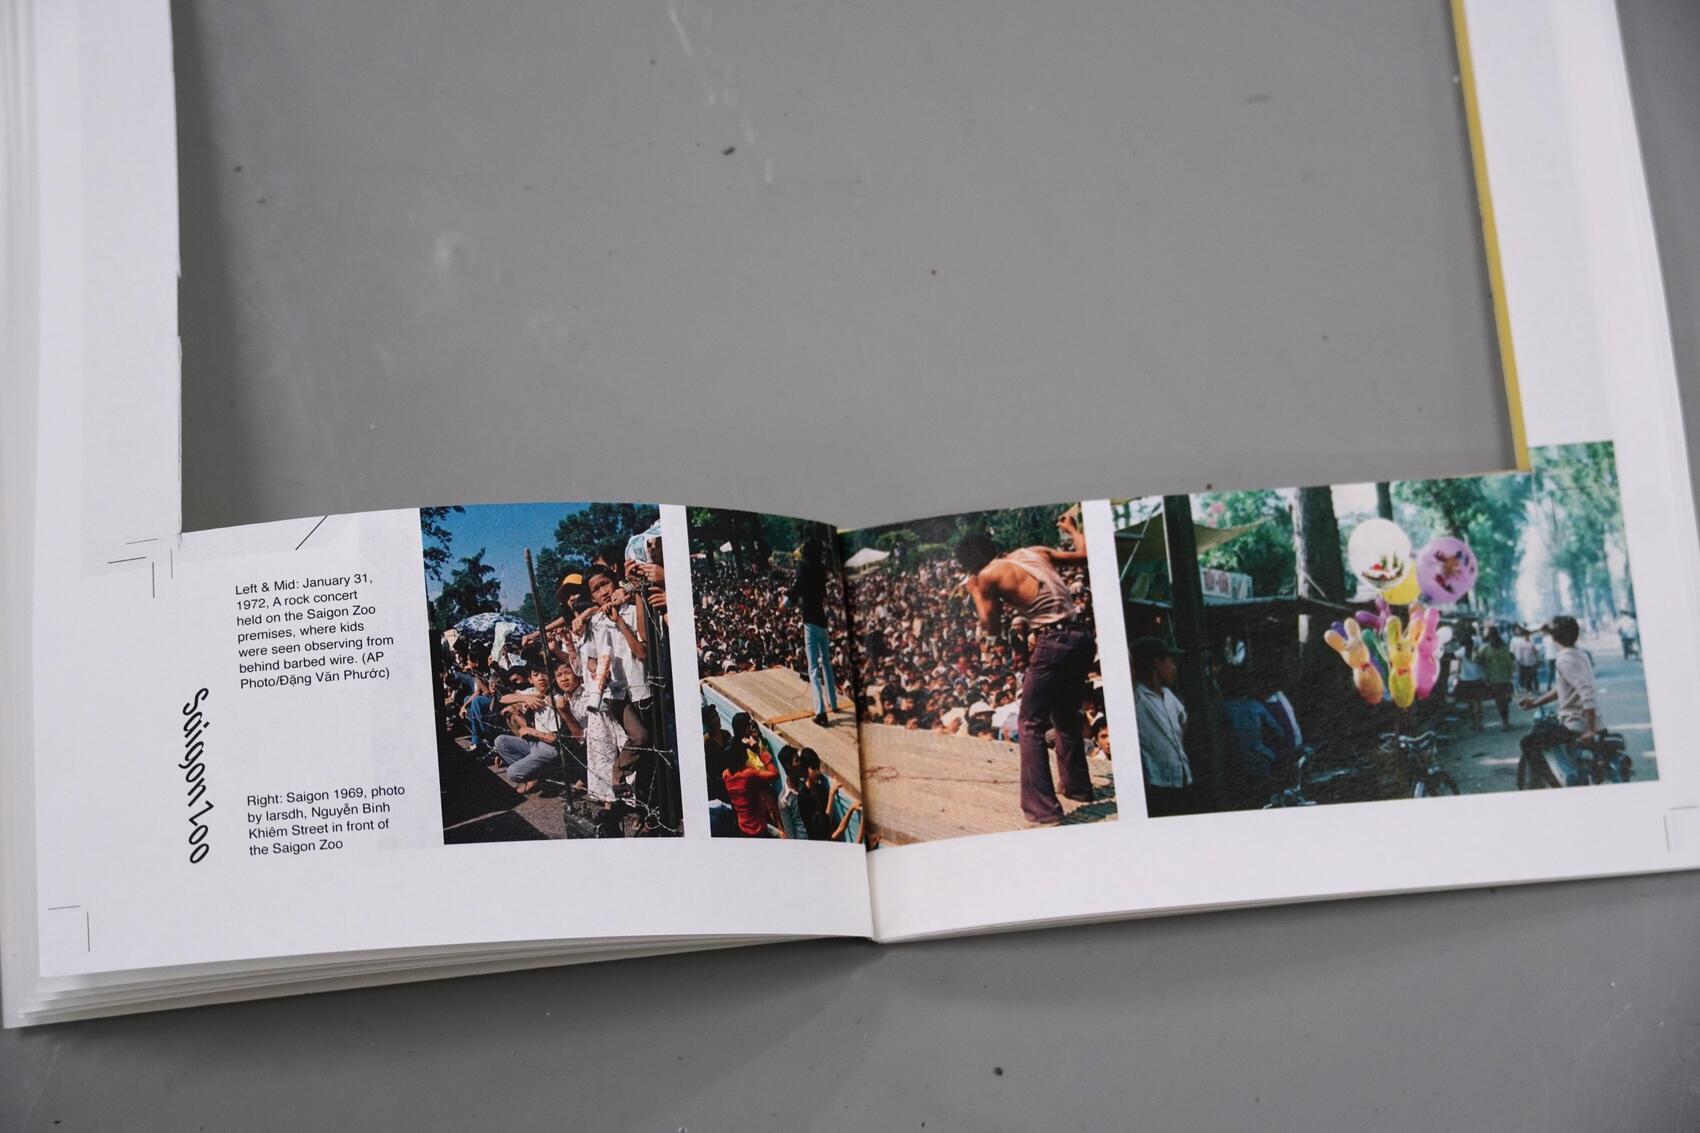 Left & Mid: January 31,
1972, A rock concert
held on the Saigon Zoo
premises, where kids
were seen observing from
behind barbed wire. (AP
Photo/Đặng Văn Phước)
SaigonZoo
Right: Saigon 1969, photo
by larsdh, Nguyễn Bỉnh
Khiêm Street in front of
the Saigon Zoo